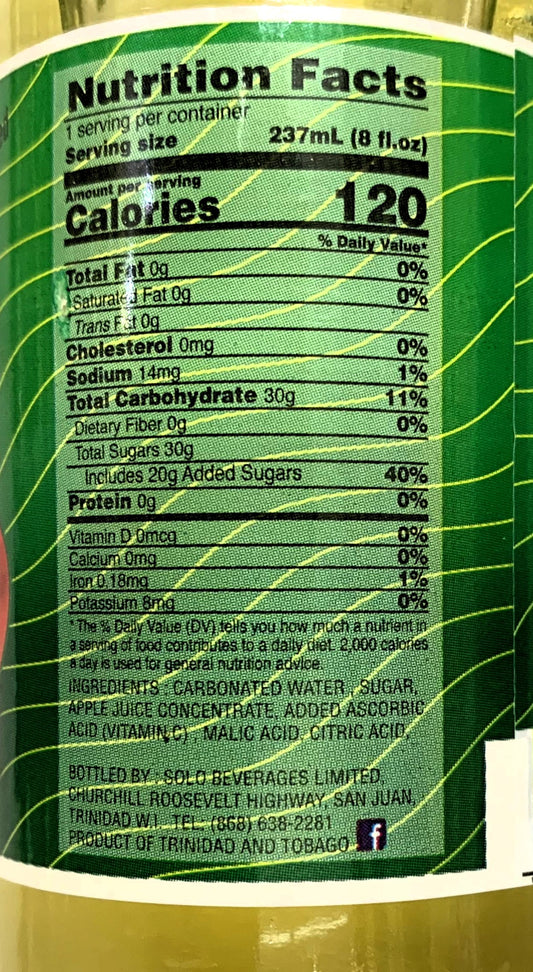 Nutrition Facts
1 serving per container
Serving size 237mL (8 fl.oz)
Amount per serving
Calories 120
% Daily Value*
Total Fat 0g 0%
Saturated Fat 0g 0%
Trans Fat 0g
Cholesterol 0mg 0%
Sodium 14mg 1%
Total Carbohydrate 30g 11%
Dietary Fiber 0g 0%
Total Sugars 30g
Includes 20g Added Sugars 40%
Protein 0g 0%
Vitamin D 0mcg 0%
Calcium 0mg 0%
Iron 0.18mg 1%
Potassium 8mg 0%
* The % Daily Value (DV) tells you how much a nutrient in
a serving of food contributes to a daily diet. 2,000 calories
a day is used for general nutrition advice.
INGREDIENTS : CARBONATED WATER , SUGAR,
APPLE JUICE CONCENTRATE, ADDED ASCORBIC
ACID (VITAMIN C) , MALIC ACID, CITRIC ACID,
BOTTLED BY : SOLO BEVERAGES LIMITED,
CHURCHILL ROOSEVELT HIGHWAY, SAN JUAN,
TRINIDAD W.I. TEL: (868) 638-2281
PRODUCT OF TRINIDAD AND TOBAGO f